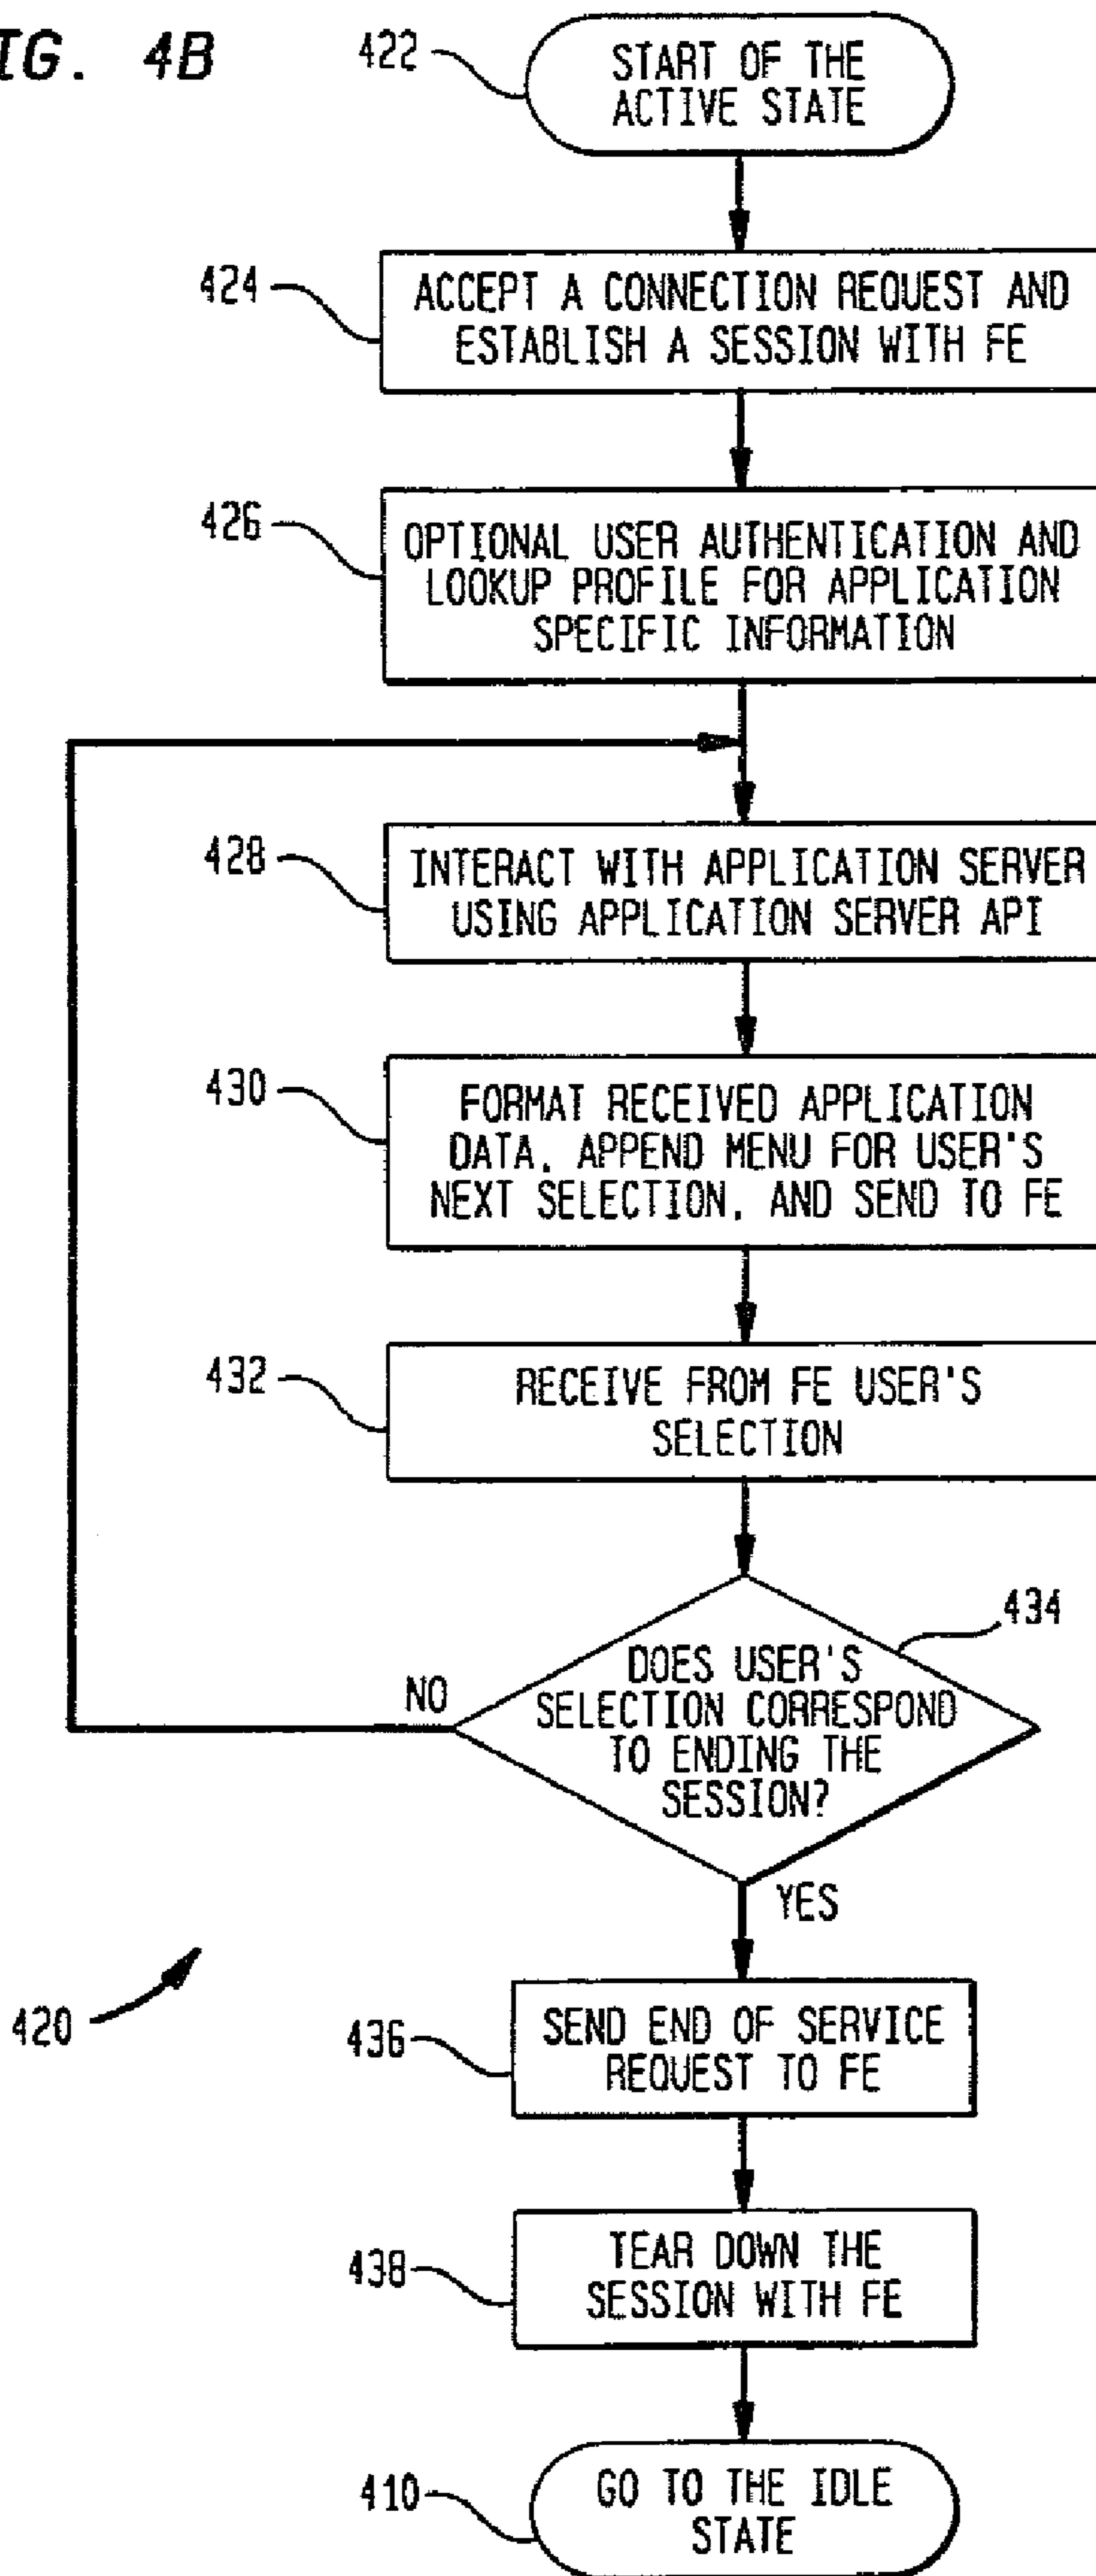 IG. 4B
422
START OF THE
ACTIVE STATE
424
ACCEPT A CONNECTION REQUEST AND
ESTABLISH A SESSION WITH FE
426
OPTIONAL USER AUTHENTICATION AND
LOOKUP PROFILE FOR APPLICATION
SPECIFIC INFORMATION
428
INTERACT WITH APPLICATION SERVER
USING APPLICATION SERVER API
430
FORMAT RECEIVED APPLICATION
DATA, APPEND MENU FOR USER'S
NEXT SELECTION, AND SEND TO FE
432
RECEIVE FROM FE USER'S
SELECTION
434
DOES USER'S
SELECTION CORRESPOND
TO ENDING THE
SESSION?
NO
YES
420
436
SEND END OF SERVICE
REQUEST TO FE
438
TEAR DOWN THE
SESSION WITH FE
410
GO TO THE IDLE
STATE